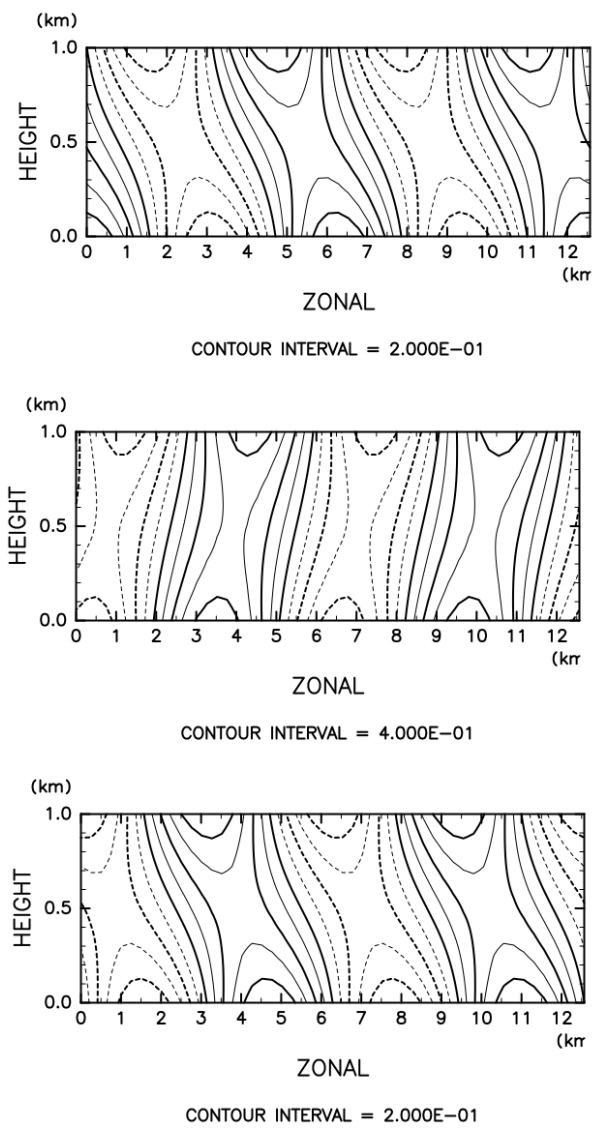 (km)
1.0
0.5
0.0
HEIGHT
0 1 2 3 4 5 6 7 8 9 10 11 12
(km
ZONAL
CONTOUR INTERVAL = 2.000E−01
(km)
1.0
0.5
0.0
HEIGHT
0 1 2 3 4 5 6 7 8 9 10 11 12
(km
ZONAL
CONTOUR INTERVAL = 4.000E−01
(km)
1.0
0.5
0.0
HEIGHT
0 1 2 3 4 5 6 7 8 9 10 11 12
(km
ZONAL
CONTOUR INTERVAL = 2.000E−01